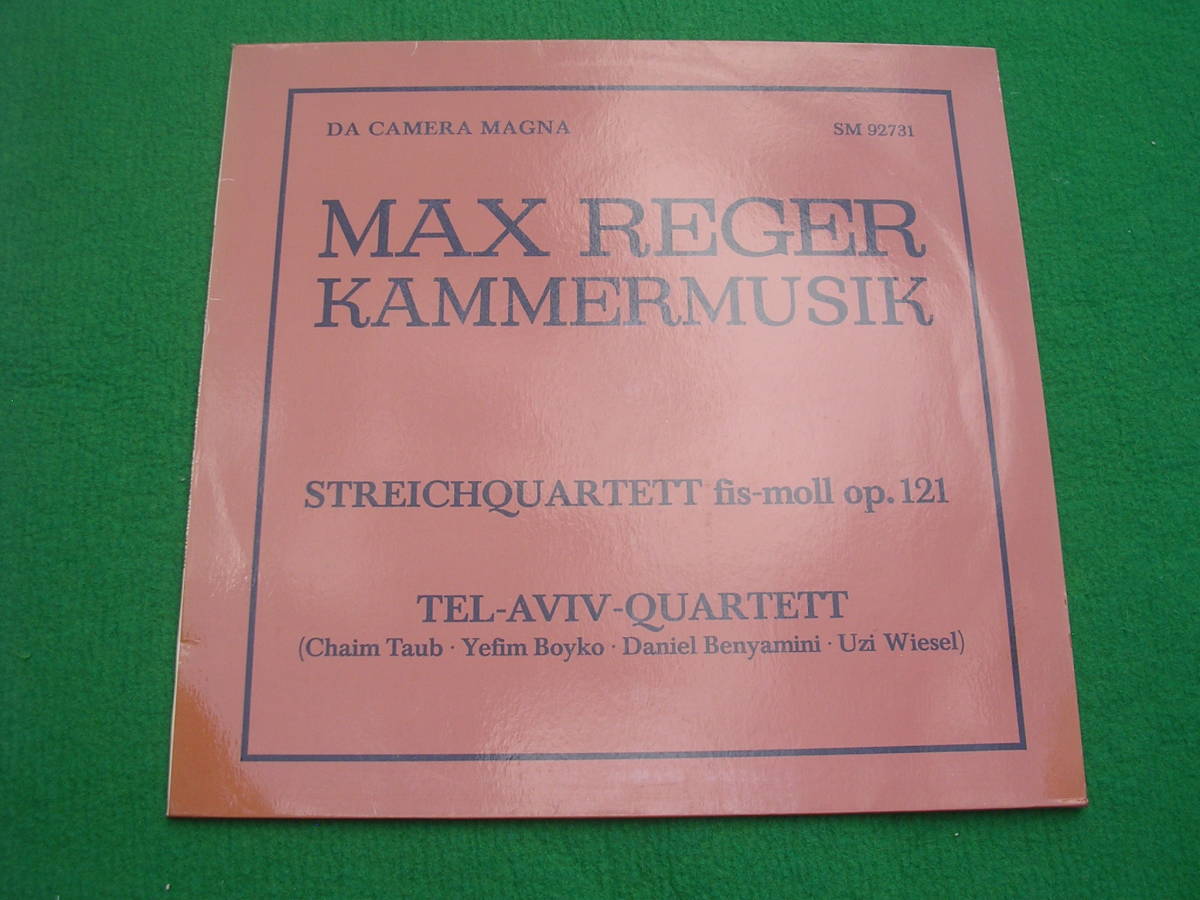 DA CAMERA MAGNA SM 92731
MAX REGER
KAMMERMUSIK
STREICHQUARTETT fis-moll op. 121
TEL-AVIV-QUARTETT
(Chaim Taub · Yefim Boyko · Daniel Benyamini · Uzi Wiesel)